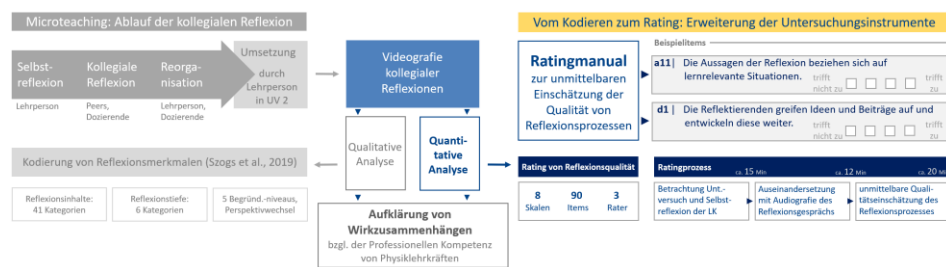 Microteaching: Ablauf der kollegialen Reflexion
Selbst-
reflexion
Lehrperson
Kollegiale
Reflexion
Peers,
Dozierende
Reorga-
nisation
Lehrperson,
Dozierende
Umsetzung
durch
Lehrperson
in UV 2
Videografie
kollegialer
Reflexionen
Qualitative
Analyse
Quanti-
tative
Analyse
Kodierung von Reflexionsmerkmalen (Szogs et al., 2019)
Reflexionsinhalte:
41 Kategorien
Reflexionstiefe:
6 Kategorien
5 Begründ.-niveaus,
Perspektivwechsel
Aufklärung von
Wirkzusammenhängen
bzgl. der Professionellen Kompetenz
von Physiklehrkräften
Vom Kodieren zum Rating: Erweiterung der Untersuchungsinstrumente
Ratingmanual
zur unmittelbaren
Einschätzung der
Qualität von
Reflexionsprozessen
Beispielitems
a11| Die Aussagen der Reflexion beziehen sich auf
lernrelevante Situationen.
trifft
nicht zu
trifft
zu
d1 | Die Reflektierenden greifen Ideen und Beiträge auf und
entwickeln diese weiter.
trifft
nicht zu
trifft
zu
Rating von Reflexionsqualität
8
Skalen
90
Items
3
Rater
Ratingprozess
ca. 15 Min
ca. 12 Min
ca. 20 Min
Betrachtung Unt.-
versuch und Selbst-
reflexion der LK
Auseinandersetzung
mit Audiografie des
Reflexionsgesprächs
unmittelbare Quali-
tätseinschätzung des
Reflexionsprozesses